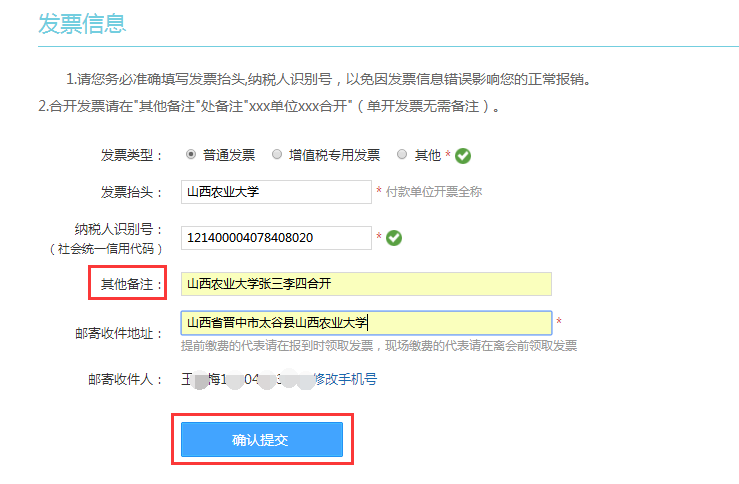 发票信息
1.请您务必准确填写发票抬头,纳税人识别号，以免因发票信息错误影响您的正常报销。
2.合开发票请在"其他备注"处备注"xxx单位xxx合开"（单开发票无需备注）。
发票类型： 普通发票 增值税专用发票 其他 *
发票抬头： 山西农业大学 * 付款单位开票全称
纳税人识别号： 121400004078408020 *
（社会统一信用代码）
其他备注： 山西农业大学张三李四合开
邮寄收件地址： 山西省晋中市太谷县山西农业大学 *
提前缴费的代表请在报到时领取发票，现场缴费的代表请在离会前领取发票
邮寄收件人： 王 梅1 04 修改手机号
确认提交